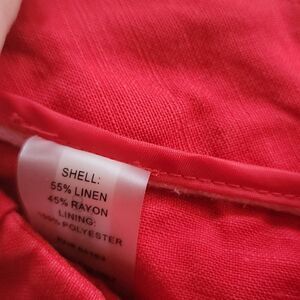 SHELL:
55% LINEN
45% RAYON
LINING:
100% POLYESTER